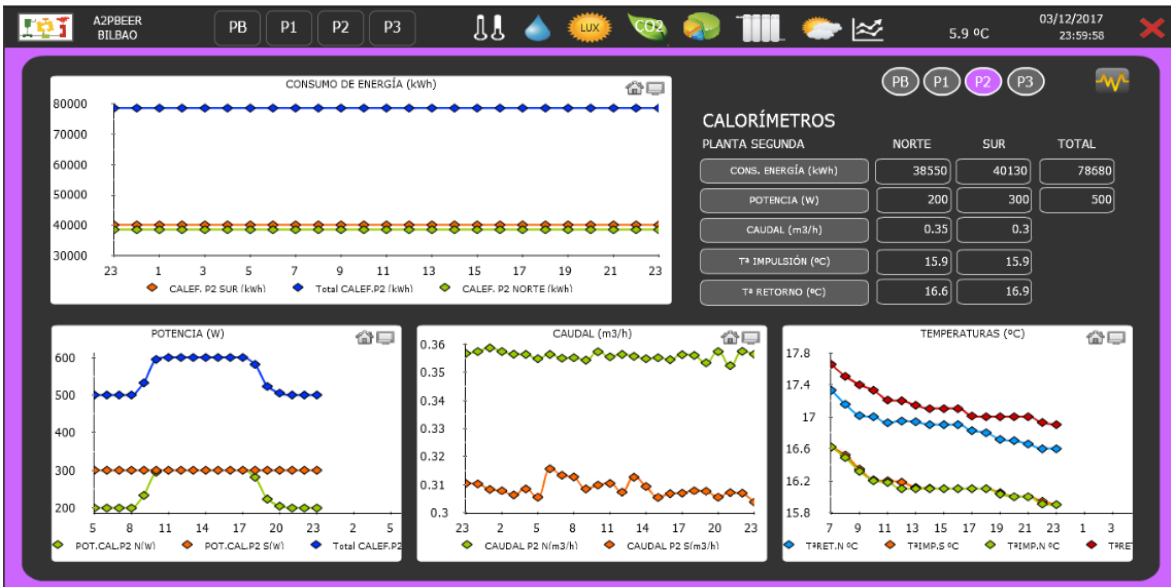 A2PBEER
BILBAO
PB P1 P2 P3
LUX
CO2
5.9 ºC
03/12/2017
23:59:58
CONSUMO DE ENERGÍA (kWh)
80000
70000
60000
50000
40000
30000
23 1 3 5 7 9 11 13 15 17 19 21 23
CALEF. P2 SUR (kWh) Total CALEF.P2 (kWh) CALEF. P2 NORTE (kWh)
PB P1 P2 P3
CALORÍMETROS
PLANTA SEGUNDA NORTE SUR TOTAL
CONS. ENERGÍA (kWh) 38550 40130 78680
POTENCIA (W) 200 300 500
CAUDAL (m3/h) 0.35 0.3
Tª IMPULSIÓN (ºC) 15.9 15.9
Tª RETORNO (ºC) 16.6 16.9
POTENCIA (W)
600
500
400
300
200
5 8 11 14 17 20 23 2 5
POT.CAL.P2 N(W) POT.CAL.P2 S(W) Total CALEF.P2
CAUDAL (m3/h)
0.36
0.35
0.34
0.33
0.32
0.31
0.3
23 2 5 8 11 14 17 20 23
CAUDAL P2 N(m3/h) CAUDAL P2 S(m3/h)
TEMPERATURAS (ºC)
17.8
17.4
17
16.6
16.2
15.8
7 9 11 13 15 17 19 21 23 1 3
TªRET.N ºC TªIMP.S ºC TªIMP.N ºC TªRE